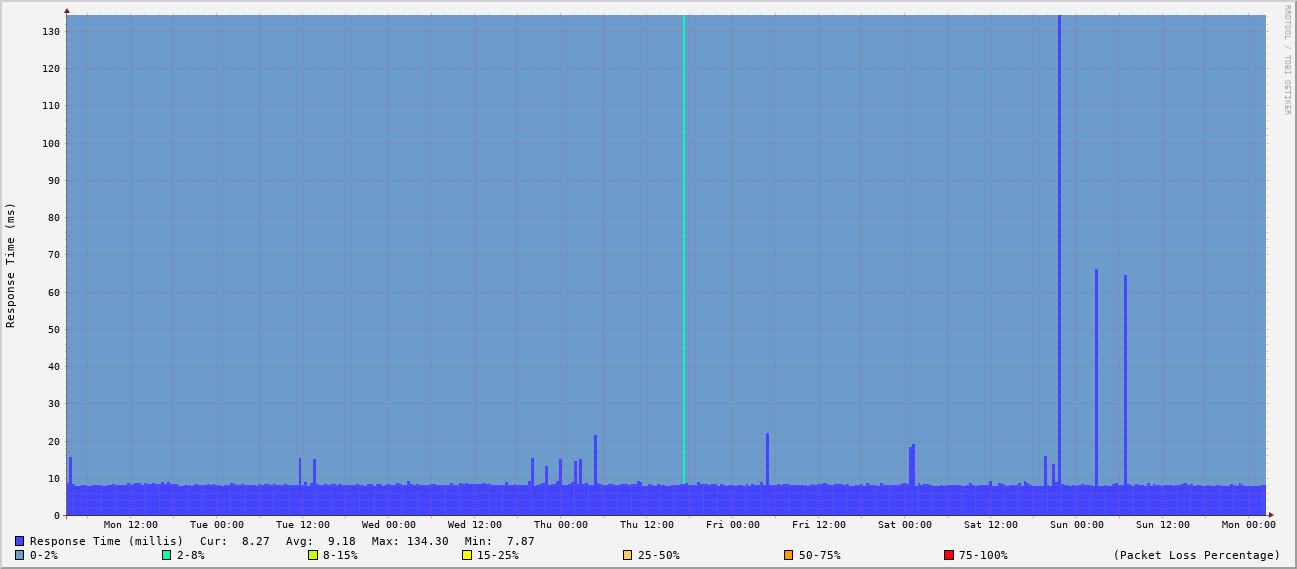 RRDTOOL / TOBI OETIKER
Response Time (ms)
130
120
110
100
90
80
70
60
50
40
30
20
10
0
Mon 12:00 Tue 00:00 Tue 12:00 Wed 00:00 Wed 12:00 Thu 00:00 Thu 12:00 Fri 00:00 Fri 12:00 Sat 00:00 Sat 12:00 Sun 00:00 Sun 12:00 Mon 00:00
Response Time (millis) Cur: 8.27 Avg: 9.18 Max: 134.30 Min: 7.87
0-2% 2-8% 8-15% 15-25% 25-50% 50-75% 75-100% (Packet Loss Percentage)